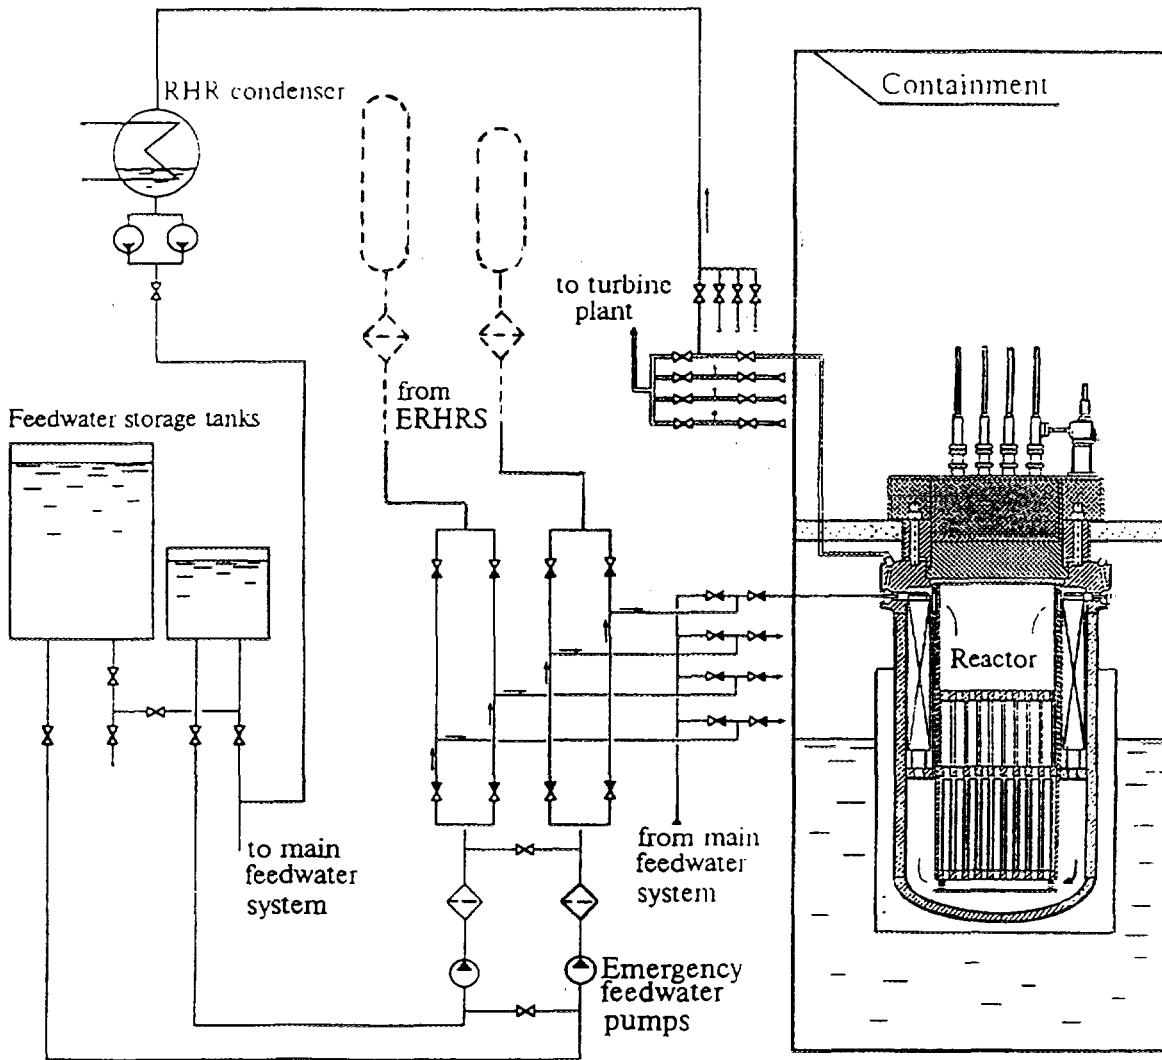 RHR condenser
Containment
to turbine
plant
from
ERHRS
Feedwater storage tanks
Reactor
to main
feedwater
system
from main
feedwater
system
Emergency
feedwater
pumps